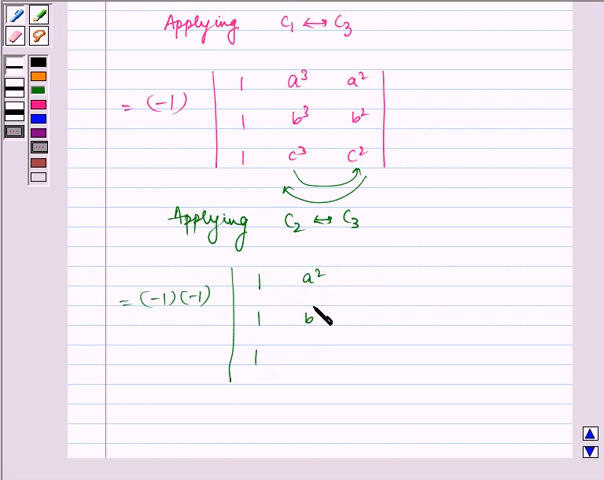 Applying C₁ ↔ C₃
1 a³ a²
= (-1) 1 b³ b²
1 c³ c²
Applying C₂ ↔ C₃
1 a²
= (-1)(-1) 1 b
1